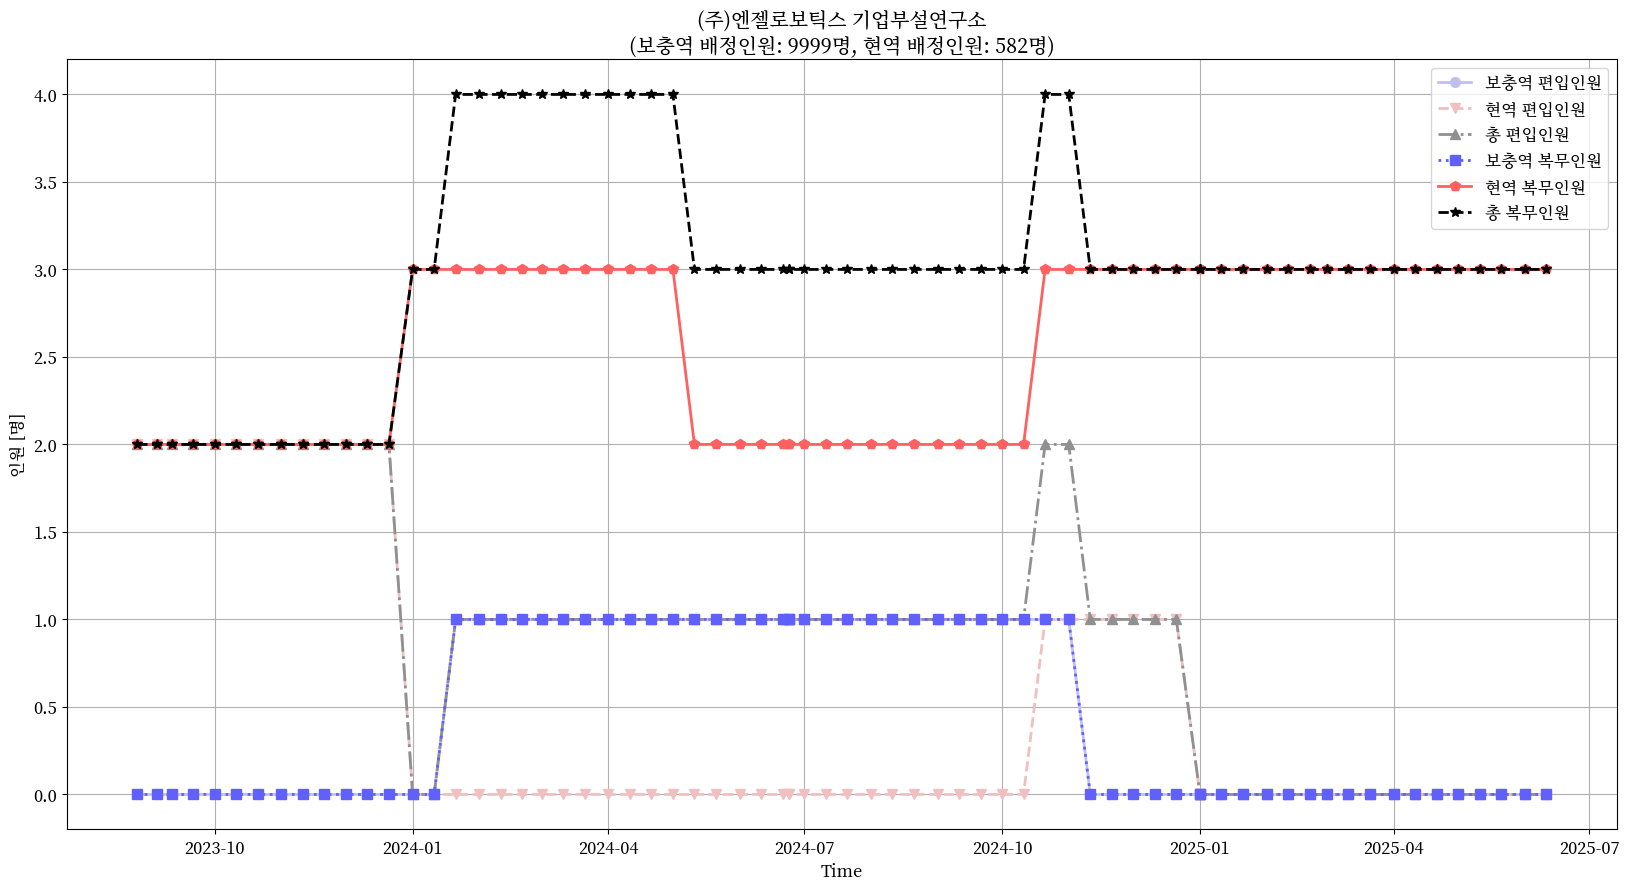 (주)엔젤로보틱스 기업부설연구소
(보충역 배정인원: 9999명, 현역 배정인원: 582명)
보충역 편입인원
현역 편입인원
총 편입인원
보충역 복무인원
현역 복무인원
총 복무인원
4.0
3.5
3.0
2.5
2.0
1.5
1.0
0.5
0.0
인원 [명]
2023-10
2024-01
2024-04
2024-07
2024-10
2025-01
2025-04
2025-07
Time